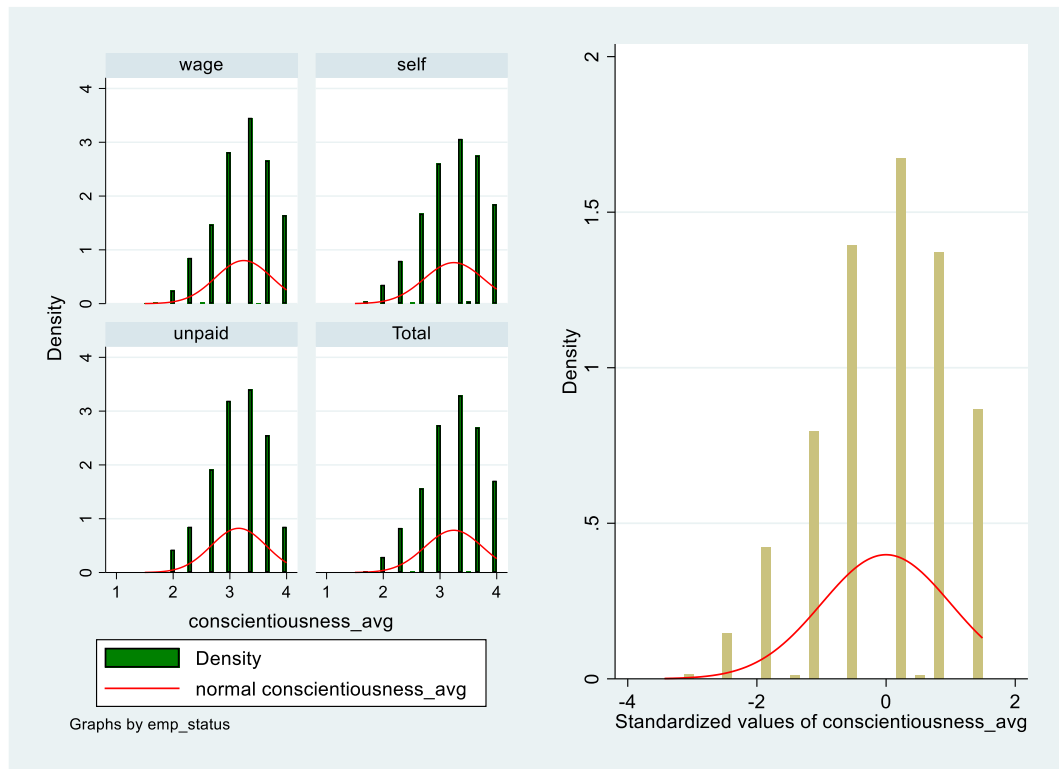 wage
self
4
3
2
1
0
unpaid
Total
4
3
2
1
0
Density
1 2 3 4
1 2 3 4
conscientiousness_avg
Density
normal conscientiousness_avg
Graphs by emp_status
2
1.5
1
.5
0
Density
-4 -2 0 2
Standardized values of conscientiousness_avg